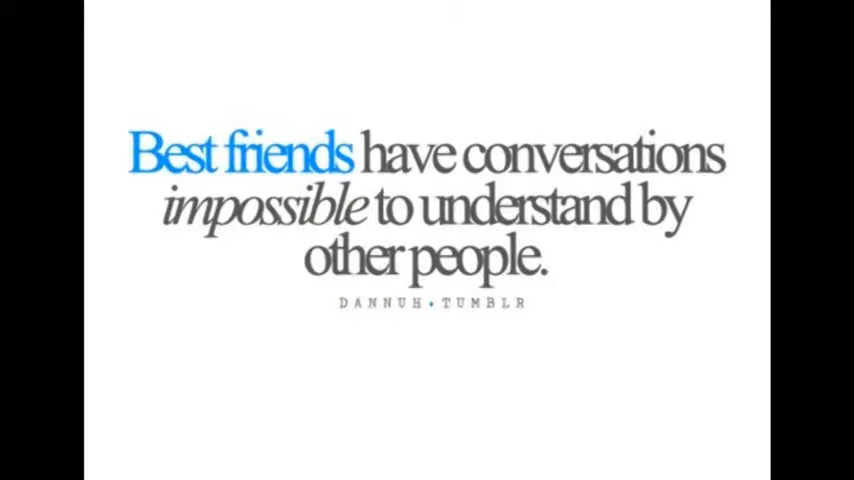 Best friends have conversations
impossible to understand by
other people.
DANNUH • TUMBLR